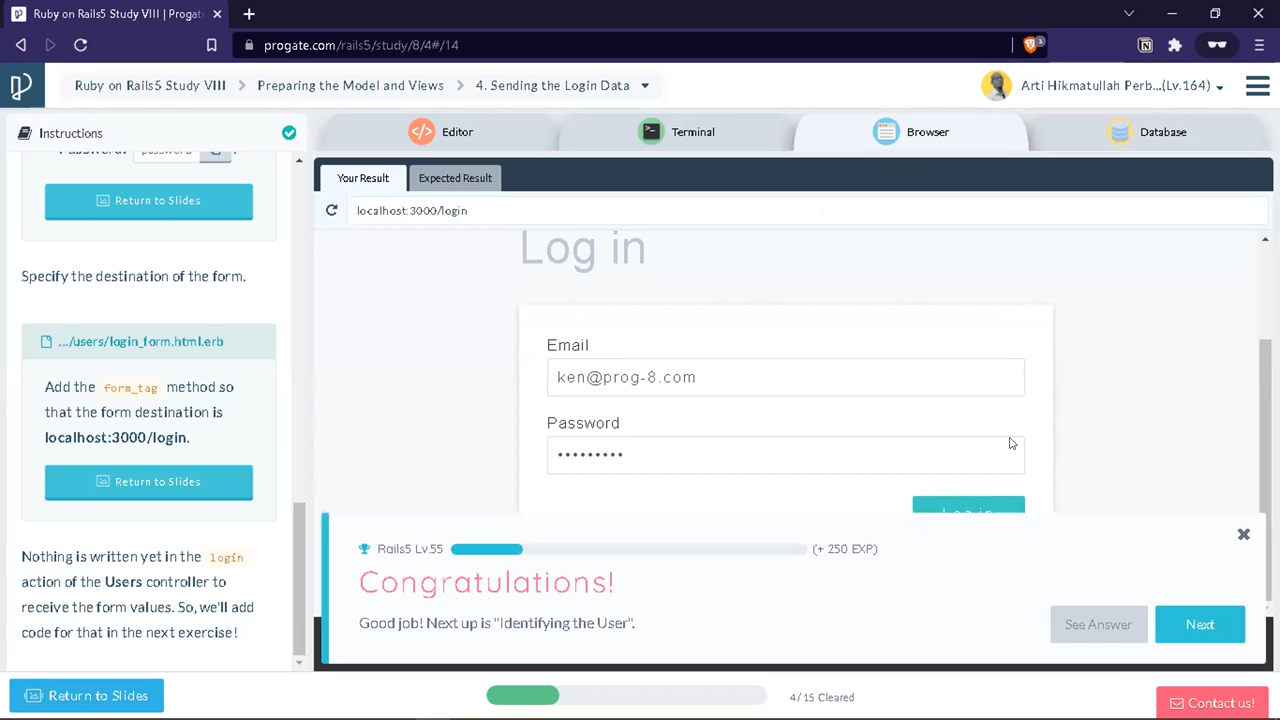 Ruby on Rails5 Study VIII | Progate
progate.com/rails5/study/8/4#/14
3
Ruby on Rails5 Study VIII
Preparing the Model and Views
4. Sending the Login Data
Arti Hikmatullah Perb...(Lv.164)
Instructions
Editor
Terminal
Browser
Database
Password: password .
Return to Slides
Your Result
Expected Result
localhost:3000/login
Log in
Specify the destination of the form.
.../users/login_form.html.erb
Add the form_tag method so
that the form destination is
localhost:3000/login.
Return to Slides
Email
ken@prog-8.com
Password
•••••••••
Log in
Nothing is written yet in the login
action of the Users controller to
receive the form values. So, we'll add
code for that in the next exercise!
Rails5 Lv.55
(+ 250 EXP)
Congratulations!
Good job! Next up is "Identifying the User".
See Answer
Next
Return to Slides
4/15 Cleared
Contact us!